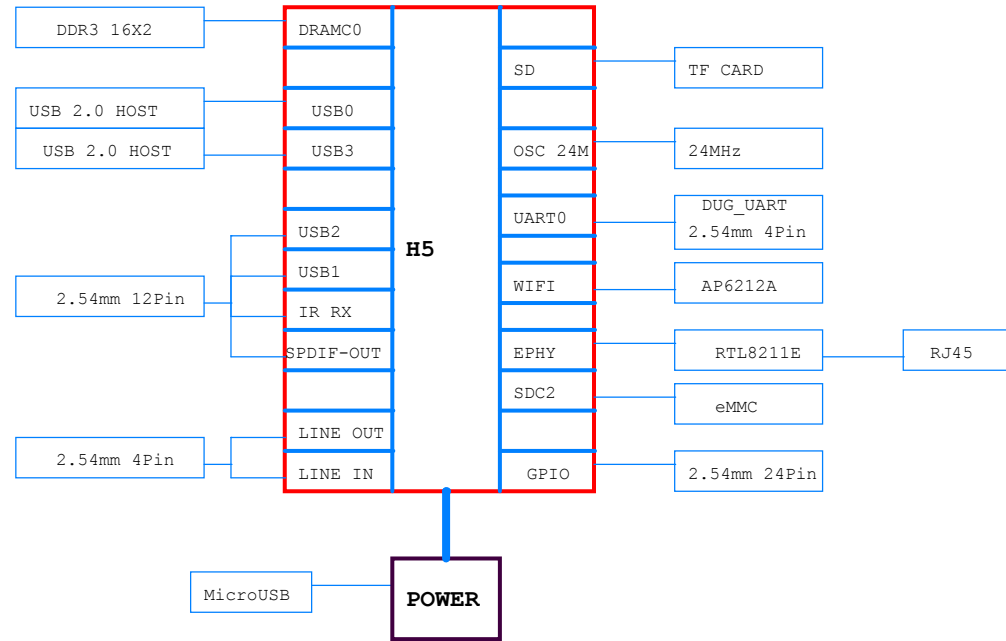 DDR3 16X2
DRAMC0
SD
TF CARD
USB 2.0 HOST
USB0
USB 2.0 HOST
USB3
OSC 24M
24MHz
UART0
DUG_UART
2.54mm 4Pin
USB2
H5
USB1
WIFI
AP6212A
2.54mm 12Pin
IR RX
SPDIF-OUT
EPHY
RTL8211E
RJ45
SDC2
eMMC
LINE OUT
2.54mm 4Pin
LINE IN
GPIO
2.54mm 24Pin
MicroUSB
POWER